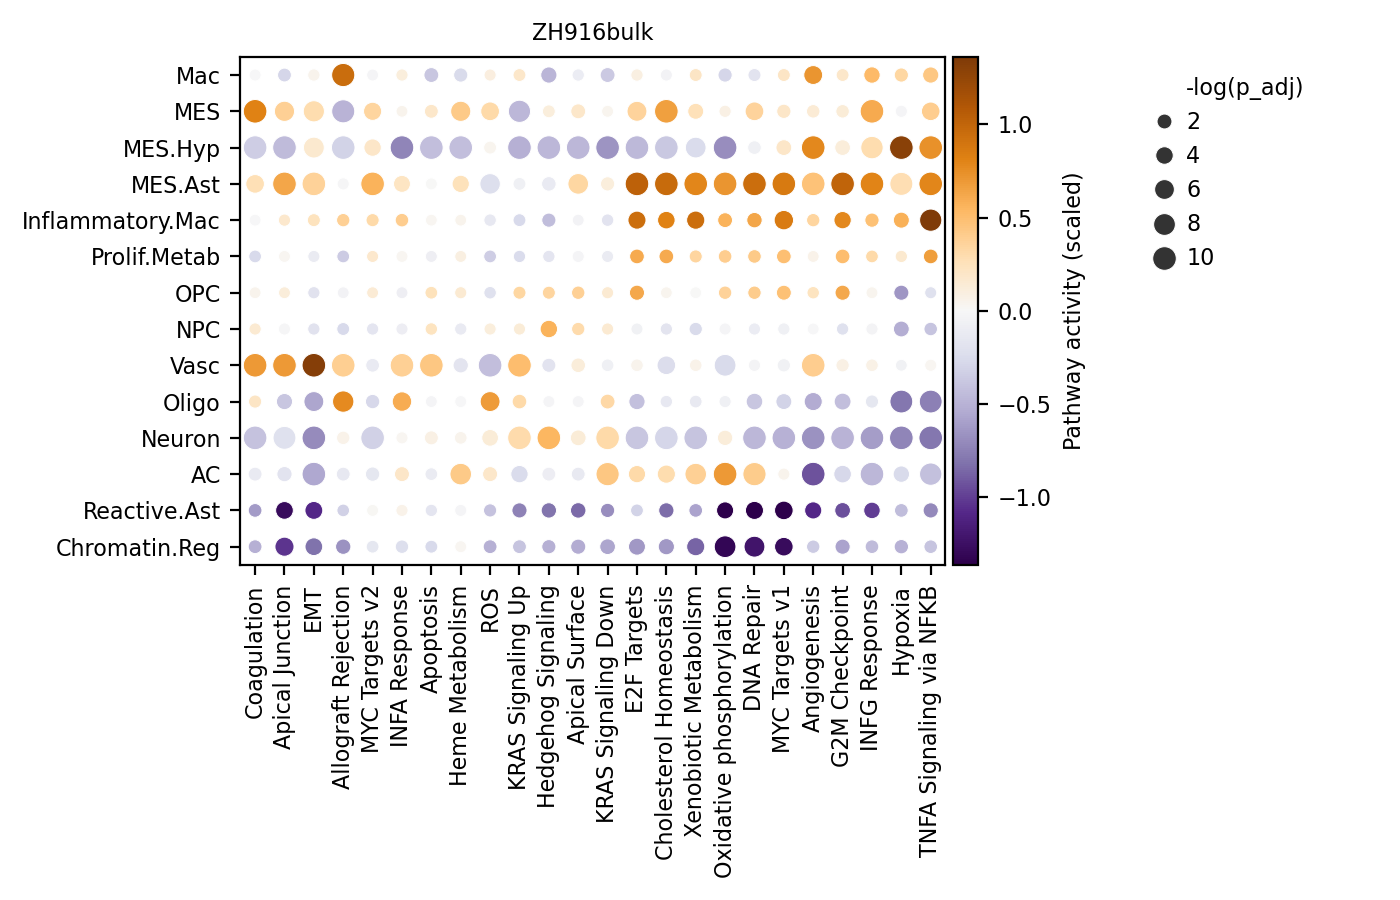 ZH916bulk
Mac
MES
MES.Hyp
MES.Ast
Inflammatory.Mac
Prolif.Metab
OPC
NPC
Vasc
Oligo
Neuron
AC
Reactive.Ast
Chromatin.Reg
Coagulation
Apical Junction
EMT
Allograft Rejection
MYC Targets v2
INFA Response
Apoptosis
Heme Metabolism
ROS
KRAS Signaling Up
Hedgehog Signaling
Apical Surface
KRAS Signaling Down
E2F Targets
Cholesterol Homeostasis
Xenobiotic Metabolism
Oxidative phosphorylation
DNA Repair
MYC Targets v1
Angiogenesis
G2M Checkpoint
INFG Response
Hypoxia
TNFA Signaling via NFKB
1.0
0.5
0.0
−0.5
−1.0
Pathway activity (scaled)
-log(p_adj)
2
4
6
8
10